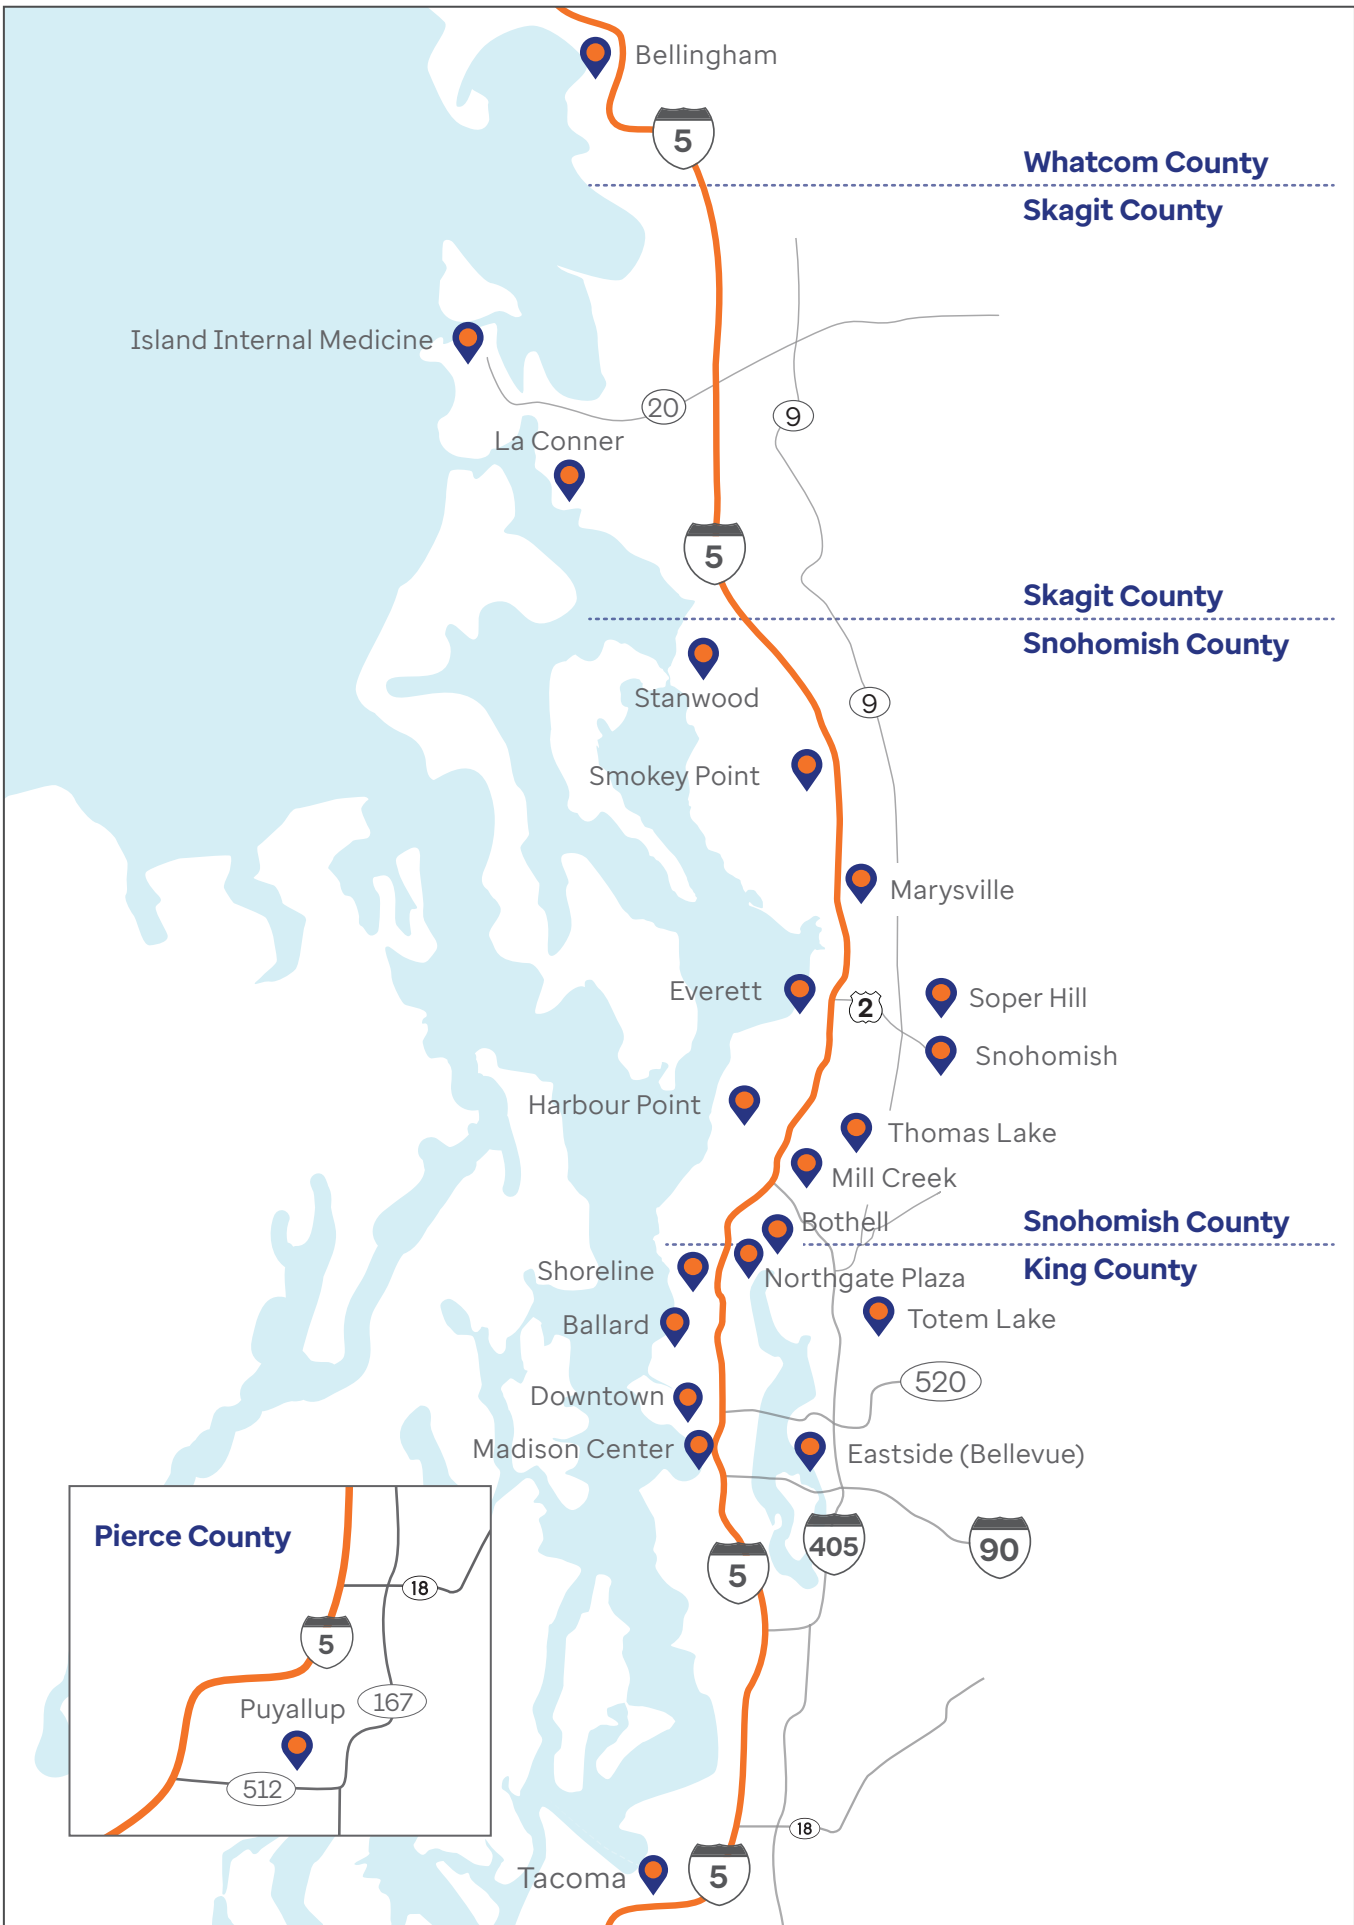 Bellingham
5
Whatcom County
Skagit County
Island Internal Medicine
20
9
La Conner
5
Skagit County
Snohomish County
Stanwood
9
Smokey Point
Marysville
Everett
2
Soper Hill
Snohomish
Harbour Point
Thomas Lake
Mill Creek
Bothell
Snohomish County
King County
Shoreline
Northgate Plaza
Ballard
Totem Lake
520
Downtown
Madison Center
Eastside (Bellevue)
405
90
5
Pierce County
18
5
167
Puyallup
512
18
Tacoma
5